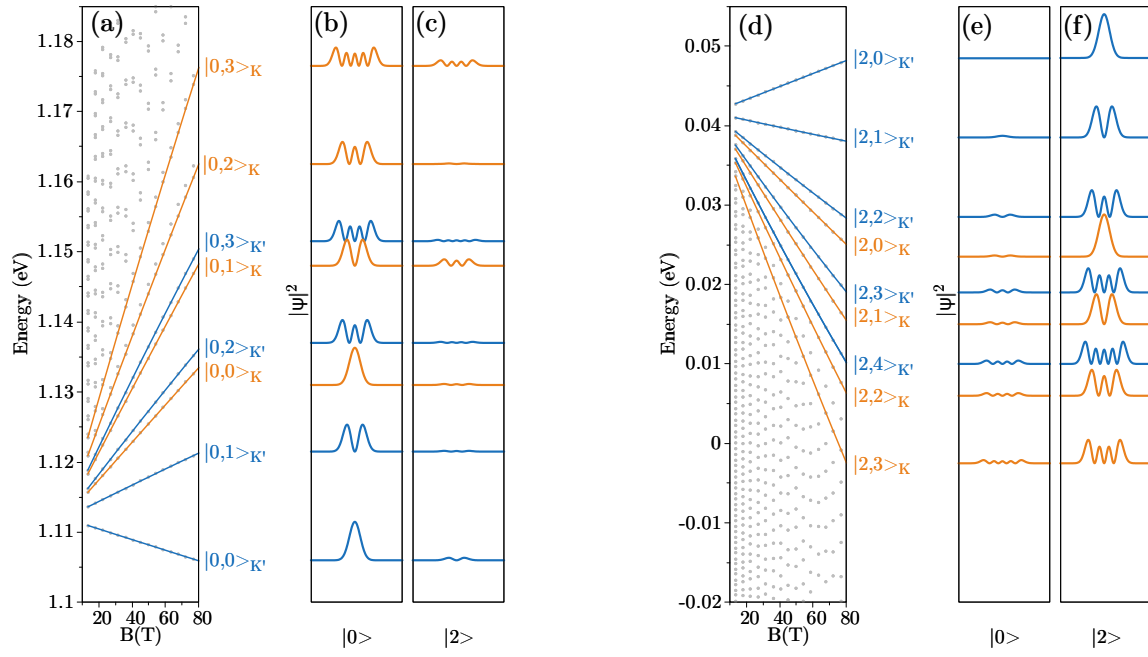 (a)
Energy (eV)
1.18
1.17
1.16
1.15
1.14
1.13
1.12
1.11
1.1
20
40
60
80
B(T)
|0,3>K
|0,2>K
|0,3>K'
|0,1>K
|0,2>K'
|0,0>K
|0,1>K'
|0,0>K'
(b)
|ψ|²
|0>
(c)
|2>
(d)
Energy (eV)
0.05
0.04
0.03
0.02
0.01
0
-0.01
-0.02
20
40
60
80
B(T)
|2,0>K'
|2,1>K'
|2,2>K'
|2,0>K
|2,3>K'
|2,1>K
|2,4>K'
|2,2>K
|2,3>K
(e)
|ψ|²
|0>
(f)
|2>